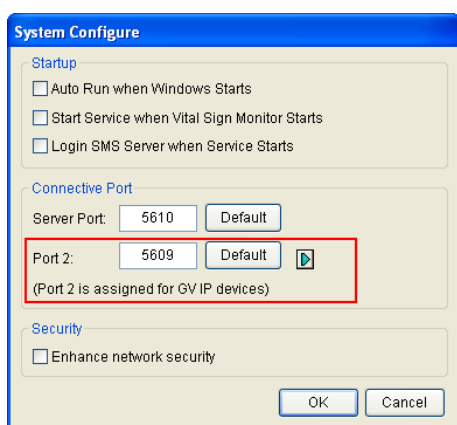 System Configure
Startup
Auto Run when Windows Starts
Start Service when Vital Sign Monitor Starts
Login SMS Server when Service Starts
Connective Port
Server Port: 5610 Default
Port 2: 5609 Default
(Port 2 is assigned for GV IP devices)
Security
Enhance network security
OK Cancel